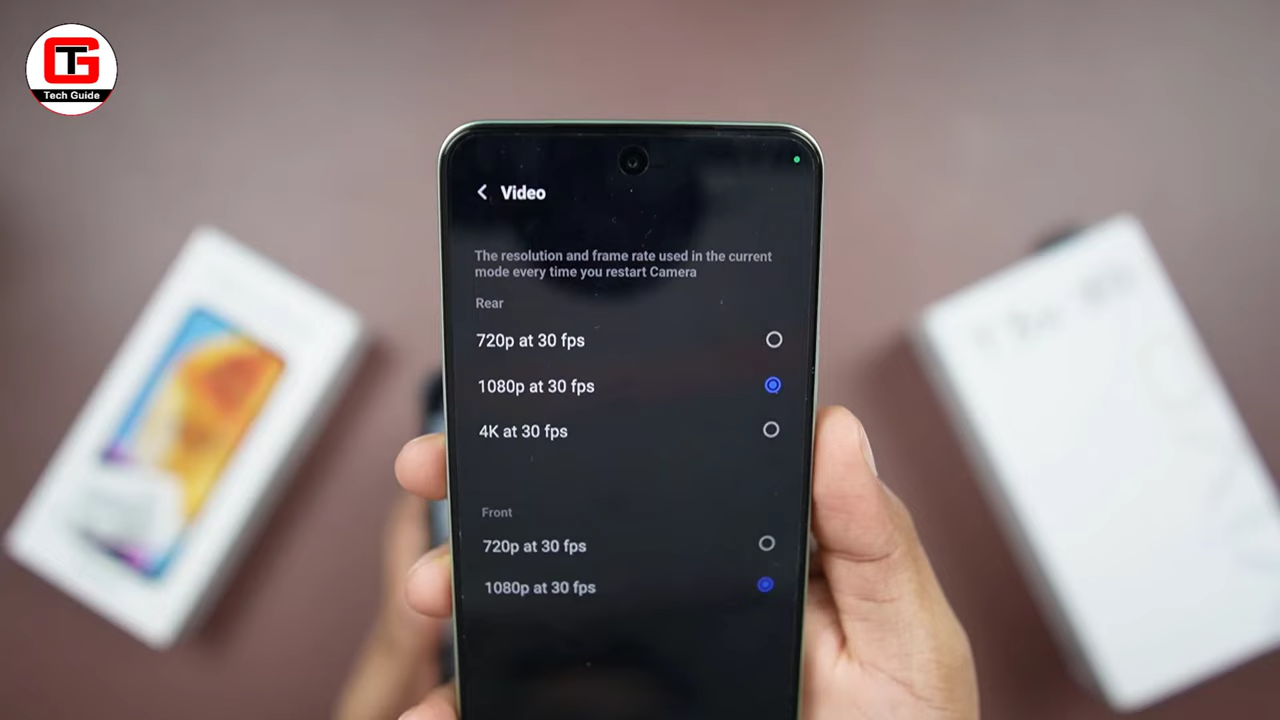 TG
Tech Guide
Video
The resolution and frame rate used in the current
mode every time you restart Camera
Rear
720p at 30 fps
1080p at 30 fps
4K at 30 fps
Front
720p at 30 fps
1080p at 30 fps